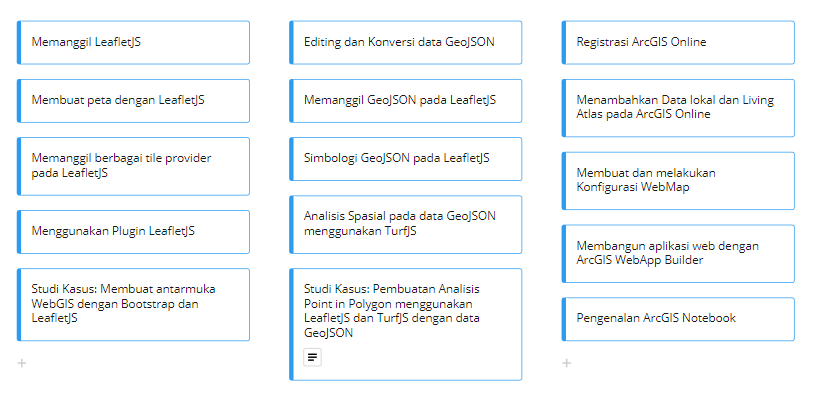 Memanggil LeafletJS
Membuat peta dengan LeafletJS
Memanggil berbagai tile provider
pada LeafletJS
Menggunakan Plugin LeafletJS
Studi Kasus: Membuat antarmuka
WebGIS dengan Bootstrap dan
LeafletJS
+
Editing dan Konversi data GeoJSON
Memanggil GeoJSON pada LeafletJS
Simbologi GeoJSON pada LeafletJS
Analisis Spasial pada data GeoJSON
menggunakan TurfJS
Studi Kasus: Pembuatan Analisis
Point in Polygon menggunakan
LeafletJS dan TurfJS dengan data
GeoJSON
Registrasi ArcGIS Online
Menambahkan Data lokal dan Living
Atlas pada ArcGIS Online
Membuat dan melakukan
Konfigurasi WebMap
Membangun aplikasi web dengan
ArcGIS WebApp Builder
Pengenalan ArcGIS Notebook
+